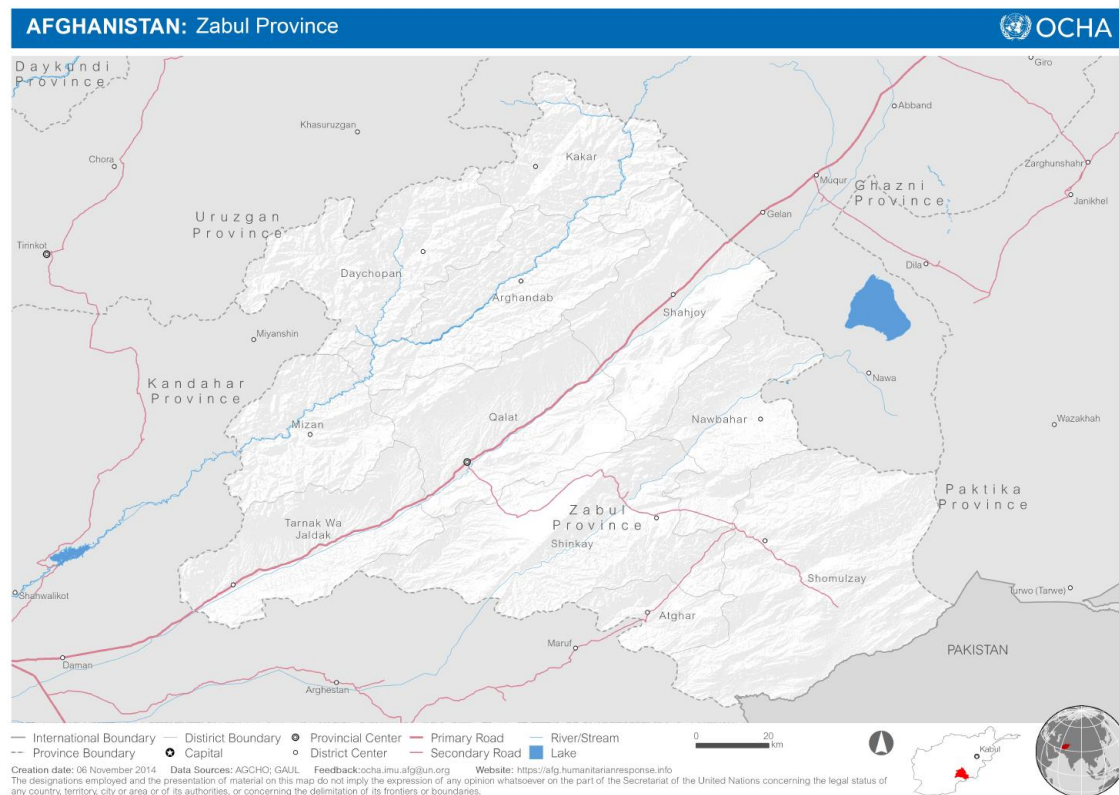 AFGHANISTAN: Zabul Province
OCHA
Daykundi
Province
Giro
Abband
Khasuruzgan
Kakar
Chora
Zarghunshahr
Muqur
Ghazni
Province
Janikhel
Uruzgan
Province
Gelan
Tirinkot
Daychopan
Dila
Arghandab
Shahjoy
Miyanshin
Kandahar
Province
Nawa
Qalat
Nawbahar
Mizan
Wazakhah
Paktika
Province
Zabul
Province
Tarnak Wa
Jaldak
Shinkay
Shomulzay
Shahwalikot
Turwo (Tarwe)
Atghar
Maruf
PAKISTAN
Daman
Arghestan
International Boundary
District Boundary
Provincial Center
Primary Road
River/Stream
0 20
km
Province Boundary
Capital
District Center
Secondary Road
Lake
Kabul
Creation date: 06 November 2014 Data Sources: AGCHO; GAUL Feedback:ocha.imu.afg@un.org Website: https://afg.humanitarianresponse.info
The designations employed and the presentation of material on this map do not imply the expression of any opinion whatsoever on the part of the Secretariat of the United Nations concerning the legal status of
any country, territory, city or area or of its authorities, or concerning the delimitation of its frontiers or boundaries.